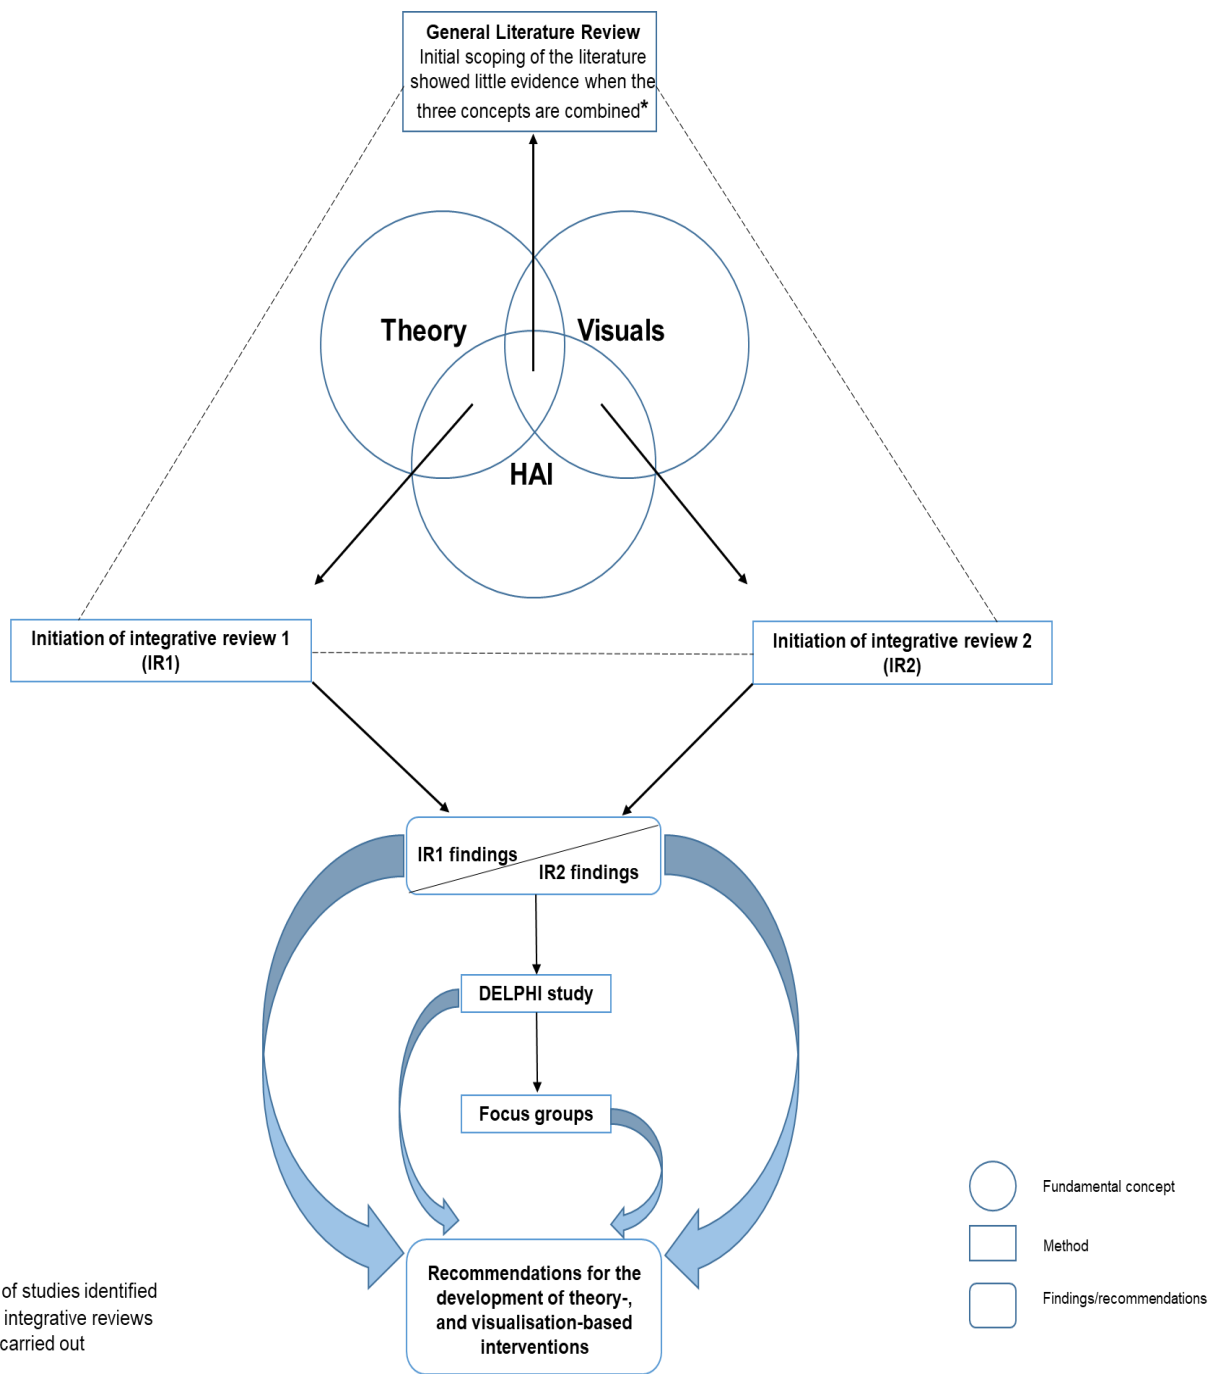 General Literature Review
Initial scoping of the literature
showed little evidence when the
three concepts are combined*
Theory
Visuals
HAI
Initiation of integrative review 1
(IR1)
Initiation of integrative review 2
(IR2)
IR1 findings
IR2 findings
DELPHI study
Focus groups
Recommendations for the
development of theory-,
and visualisation-based
interventions
Fundamental concept
Method
Findings/recommendations
of studies identified
integrative reviews
carried out